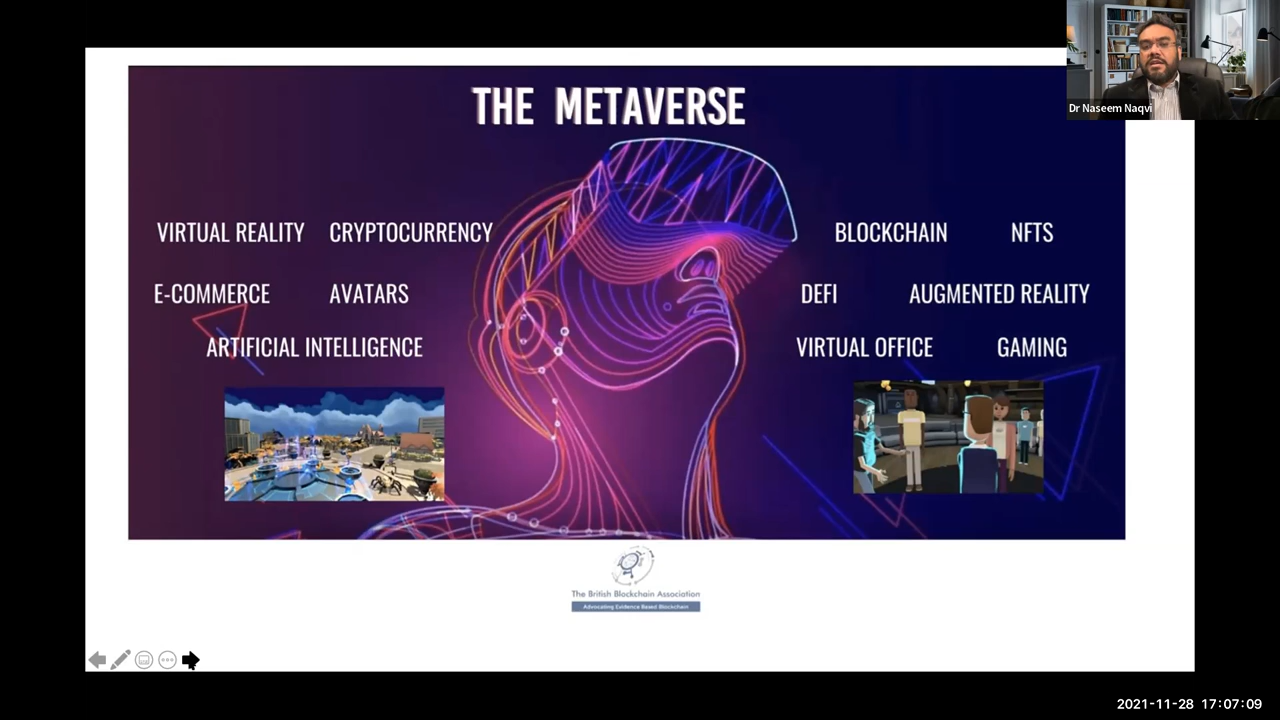 THE METAVERSE
Dr Naseem Naqvi
VIRTUAL REALITY CRYPTOCURRENCY BLOCKCHAIN NFTS
E-COMMERCE AVATARS DEFI AUGMENTED REALITY
ARTIFICIAL INTELLIGENCE VIRTUAL OFFICE GAMING
The British Blockchain Association
Advocating Evidence Based Blockchain
2021-11-28 17:07:09